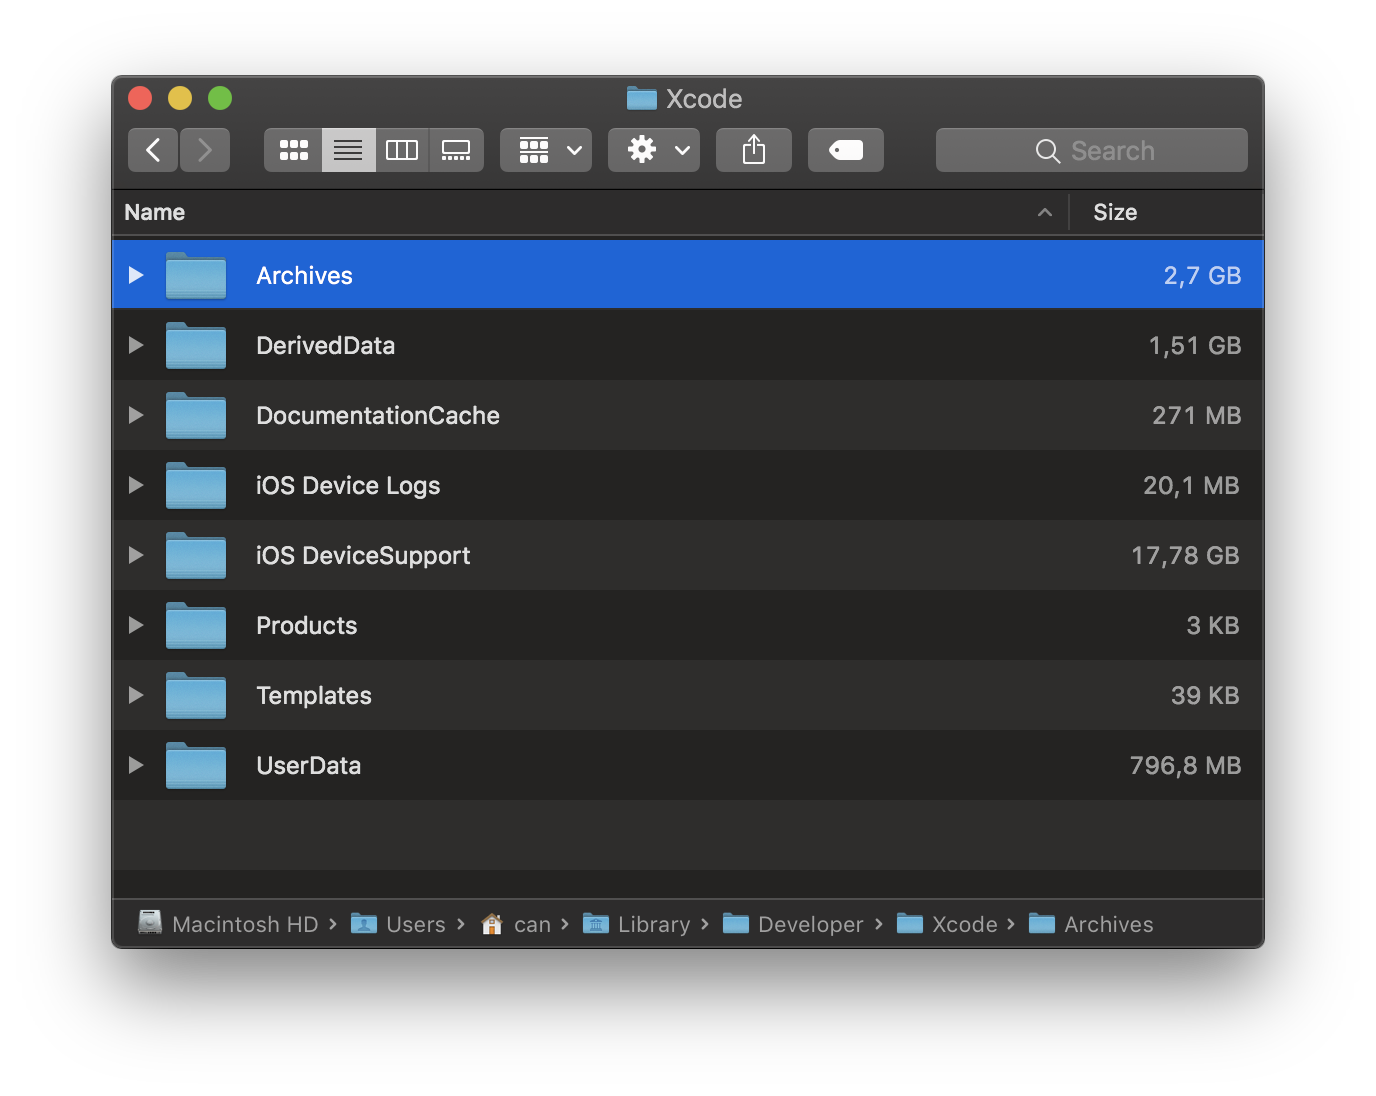 Xcode
Search
Name Size
Archives 2,7 GB
DerivedData 1,51 GB
DocumentationCache 271 MB
iOS Device Logs 20,1 MB
iOS DeviceSupport 17,78 GB
Products 3 KB
Templates 39 KB
UserData 796,8 MB
Macintosh HD › Users › can › Library › Developer › Xcode › Archives